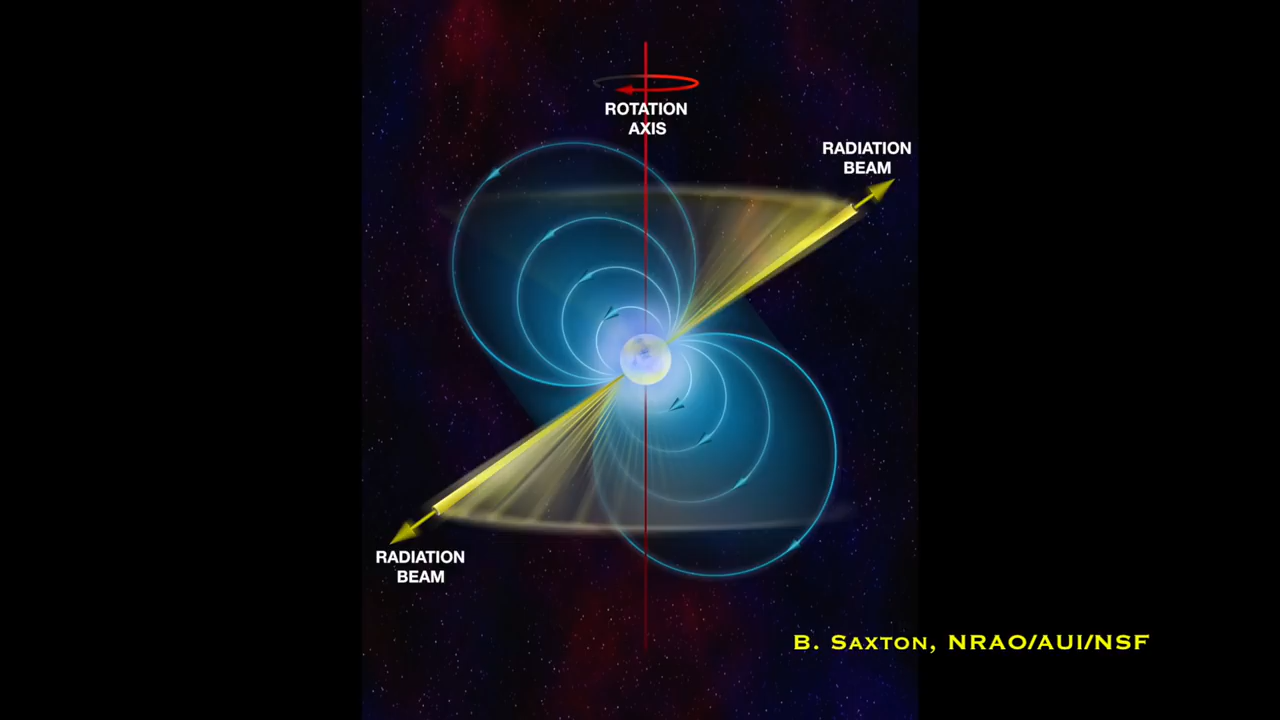 ROTATION
AXIS
RADIATION
BEAM
RADIATION
BEAM
B. Saxton, NRAO/AUI/NSF